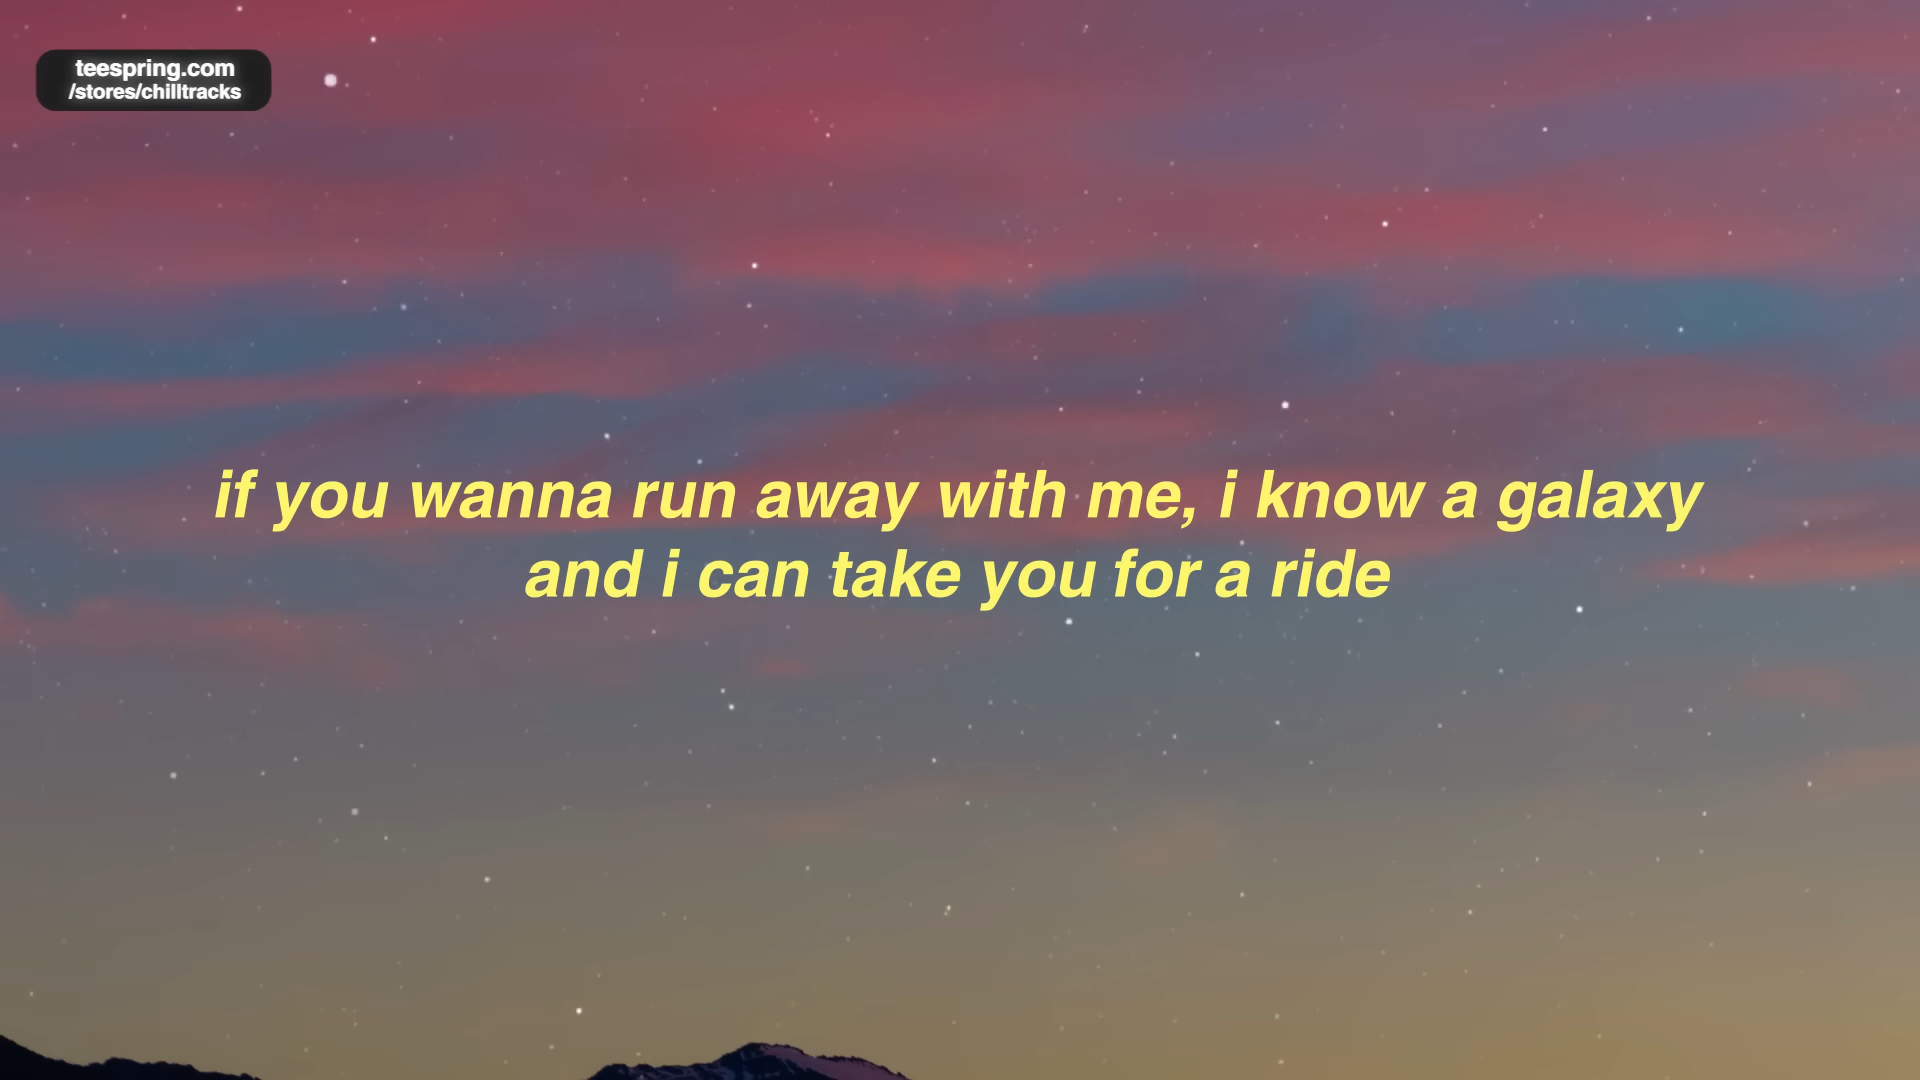 teespring.com
/stores/chilltracks
if you wanna run away with me, i know a galaxy
and i can take you for a ride